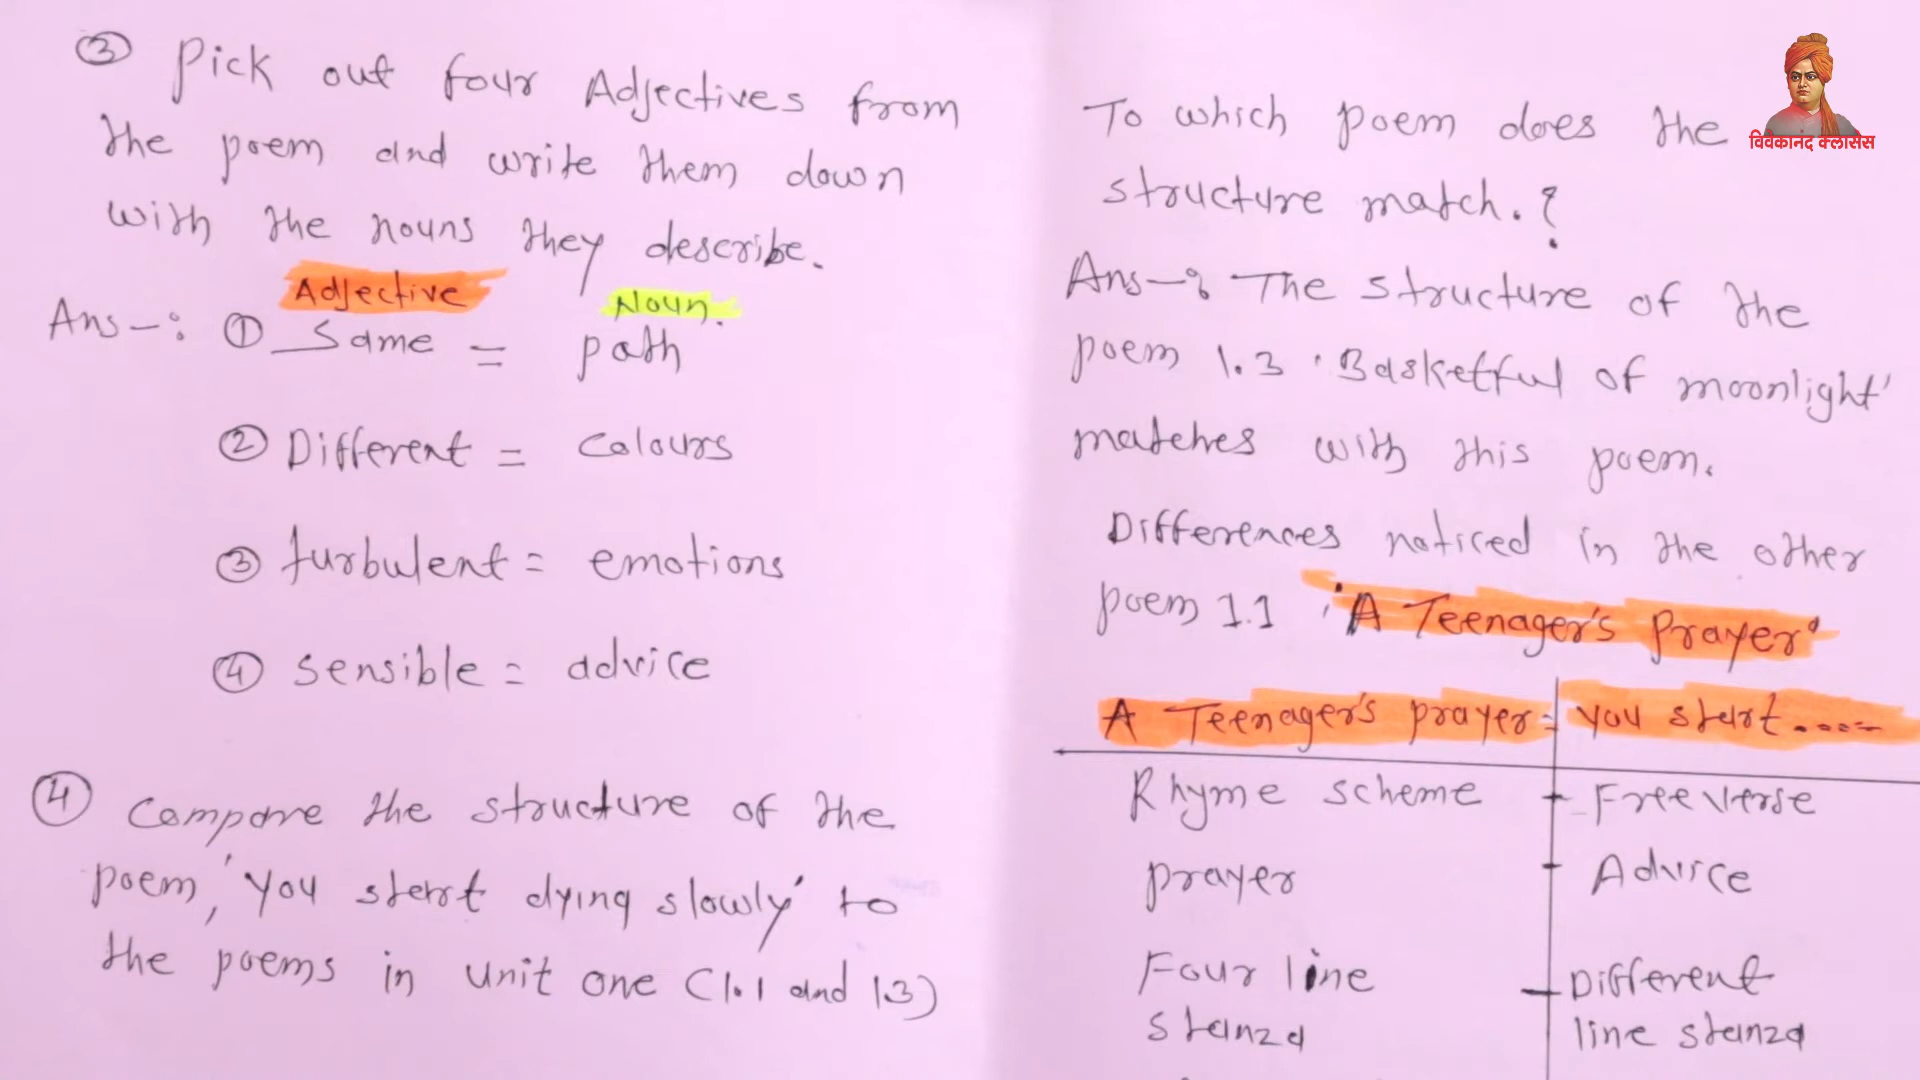 ③ Pick out four Adjectives from
the poem and write them down
with the nouns they describe.
Adjective Noun.
Ans-: ① Same = path
② Different = Colours
③ turbulent = emotions
④ Sensible = advice
④ Compare the structure of the
poem, 'You start dying slowly' to
the poems in unit one (1.1 and 1.3)
To which poem does the
structure match.?
Ans-: The structure of the
poem 1.3 'Basketful of moonlight'
matches with this poem.
Differences noticed in the other
poem 1.1 'A Teenager's Prayer'
A Teenager's prayer = you start.....
Rhyme scheme - Free verse
prayer - Advice
Four line - Different
stanza line stanza
विवेकानंद क्लासेस